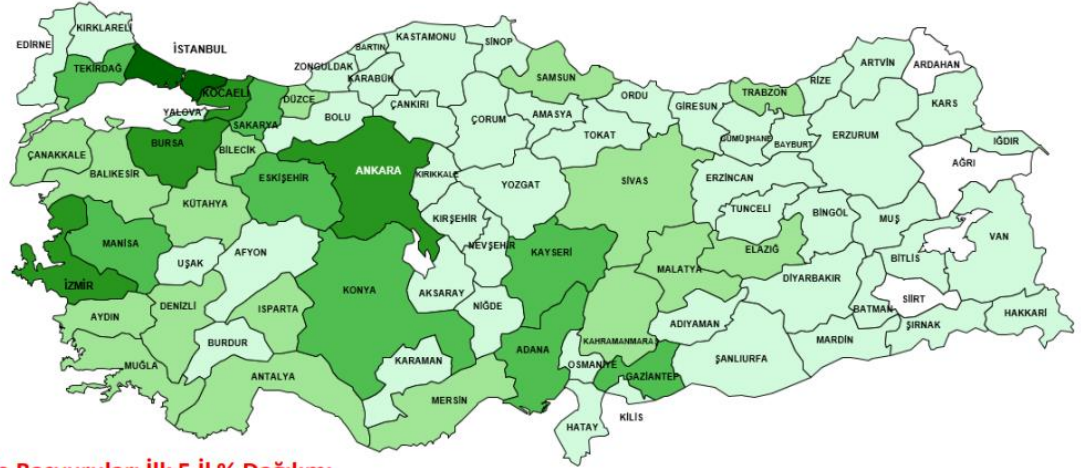 KIRKLARELİ
EDİRNE
TEKİRDAĞ
İSTANBUL
KOCAELİ
YALOVA
SAKARYA
DÜZCE
ZONGULDAK
BARTIN
KARABÜK
KASTAMONU
SİNOP
SAMSUN
ORDU
GİRESUN
TRABZON
RİZE
ARTVİN
ARDAHAN
KARS
IĞDIR
AĞRI
ERZURUM
BAYBURT
GÜMÜŞHANE
ERZİNCAN
TOKAT
AMASYA
ÇORUM
ÇANKIRI
BOLU
BİLECİK
BURSA
BALIKESİR
ÇANAKKALE
KÜTAHYA
ESKİŞEHİR
ANKARA
KIRIKKALE
YOZGAT
SİVAS
TUNCELİ
BİNGÖL
MUŞ
VAN
BİTLİS
ELAZIĞ
MALATYA
KAYSERİ
NEVŞEHİR
KIRŞEHİR
AFYON
UŞAK
MANİSA
İZMİR
AYDIN
DENİZLİ
ISPARTA
KONYA
AKSARAY
NİĞDE
DİYARBAKIR
BATMAN
SİİRT
ŞIRNAK
HAKKARİ
MARDİN
ŞANLIURFA
ADIYAMAN
KAHRAMANMARA
GAZİANTEP
OSMANİYE
ADANA
KARAMAN
MERSİN
ANTALYA
BURDUR
MUĞLA
KİLİS
HATAY
Başvuruları İlk 5 İl % Dağılımı